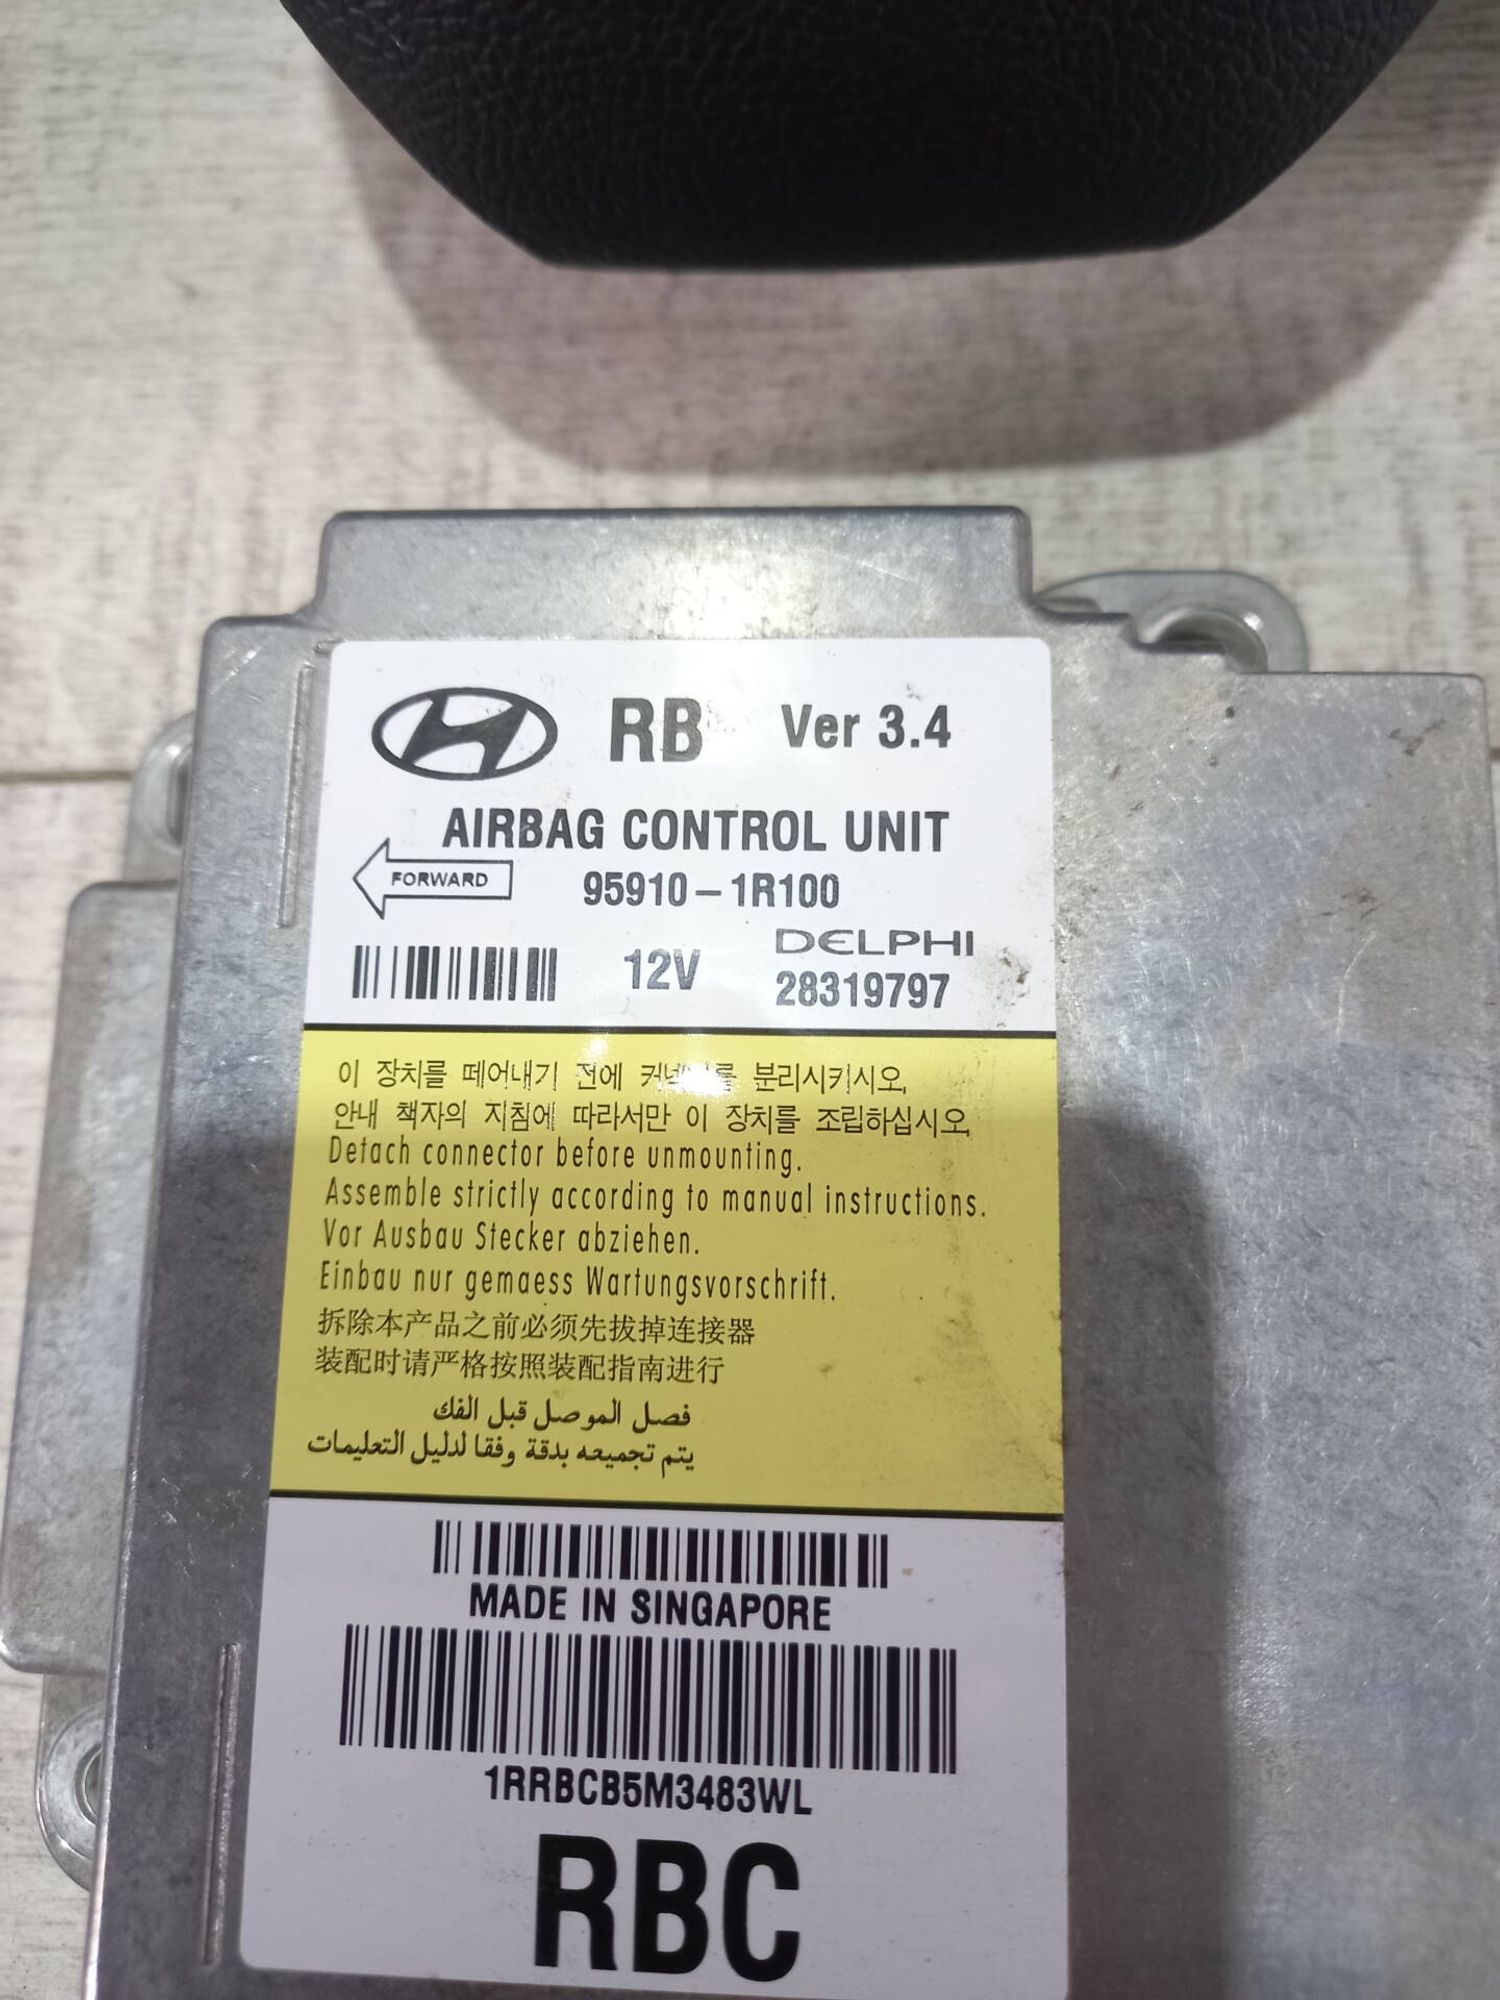 RB Ver 3.4
AIRBAG CONTROL UNIT
FORWARD 95910-1R100
12V DELPHI
28319797
이 장치를 떼어내기 전에 커넥터를 분리시키시오.
안내 책자의 지침에 따라서만 이 장치를 조립하십시오.
Detach connector before unmounting.
Assemble strictly according to manual instructions.
Vor Ausbau Stecker abziehen.
Einbau nur gemaess Wartungsvorschrift.
拆除本产品之前必须先拔掉连接器
装配时请严格按照装配指南进行
فصل الموصل قبل الفك
يتم تجميعه بدقة وفقا لدليل التعليمات
MADE IN SINGAPORE
1RRBCB5M3483WL
RBC